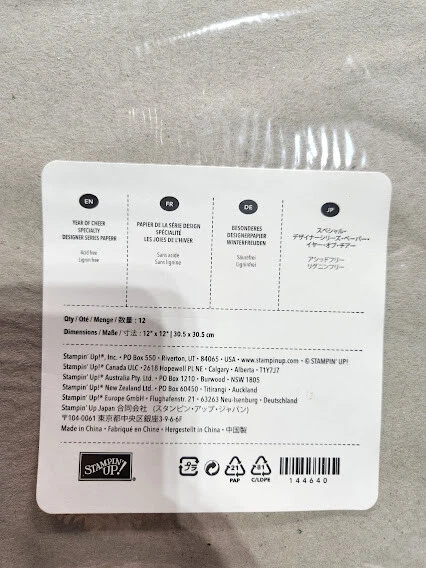 EN
YEAR OF CHEER
SPECIALTY
DESIGNER SERIES PAPER®
Acid free
Lignin free
FR
PAPIER DE LA SÉRIE DESIGN
SPÉCIALITÉ
LES JOIES DE L'HIVER
Sans acide
Sans lignine
DE
BESONDERES
DESIGNERPAPIER
WINTERFREUDEN
Säurefrei
Ligninfrei
JP
スペシャル・
デザイナーシリーズ・ペーパー・
イヤー・オブ・チアー
アシッドフリー
リグニンフリー
Qty / Qté / Menge / 数量 : 12
Dimensions / Maße / 寸法 : 12" x 12" | 30.5 x 30.5 cm
Stampin' Up!®, Inc. • PO Box 550 • Riverton, UT • 84065 • USA • www.stampinup.com • © STAMPIN' UP!
Stampin' Up!® Canada ULC • 2618 Hopewell PL NE • Calgary • Alberta • T1Y7J7
Stampin' Up!® Australia Pty. Ltd. • PO Box 1210 • Burwood • NSW 1805
Stampin' Up!® New Zealand Ltd. • PO Box 60450 • Titirangi • Auckland
Stampin' Up!® Europe GmbH • Flughafenstr. 21 • 63263 Neu-Isenburg • Deutschland
Stampin' Up Japan 合同会社 (スタンピン・アップ・ジャパン)
〒104-0061 東京都中央区銀座3-9-6-6F
Made in China • Fabriqué en Chine • Hergestellt in China • 中国製
STAMPIN' UP!
プラ
21
PAP
81
C/LDPE
144640